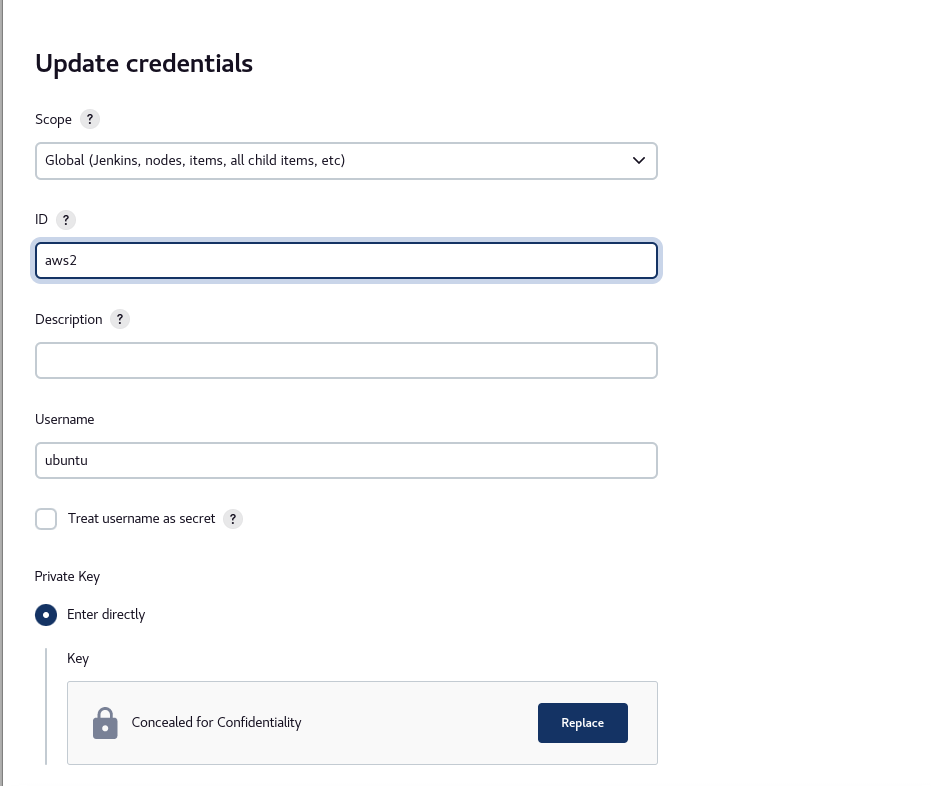 Update credentials
Scope ?
Global (Jenkins, nodes, items, all child items, etc)
ID ?
aws2
Description ?
Username
ubuntu
Treat username as secret ?
Private Key
Enter directly
Key
Concealed for Confidentiality Replace